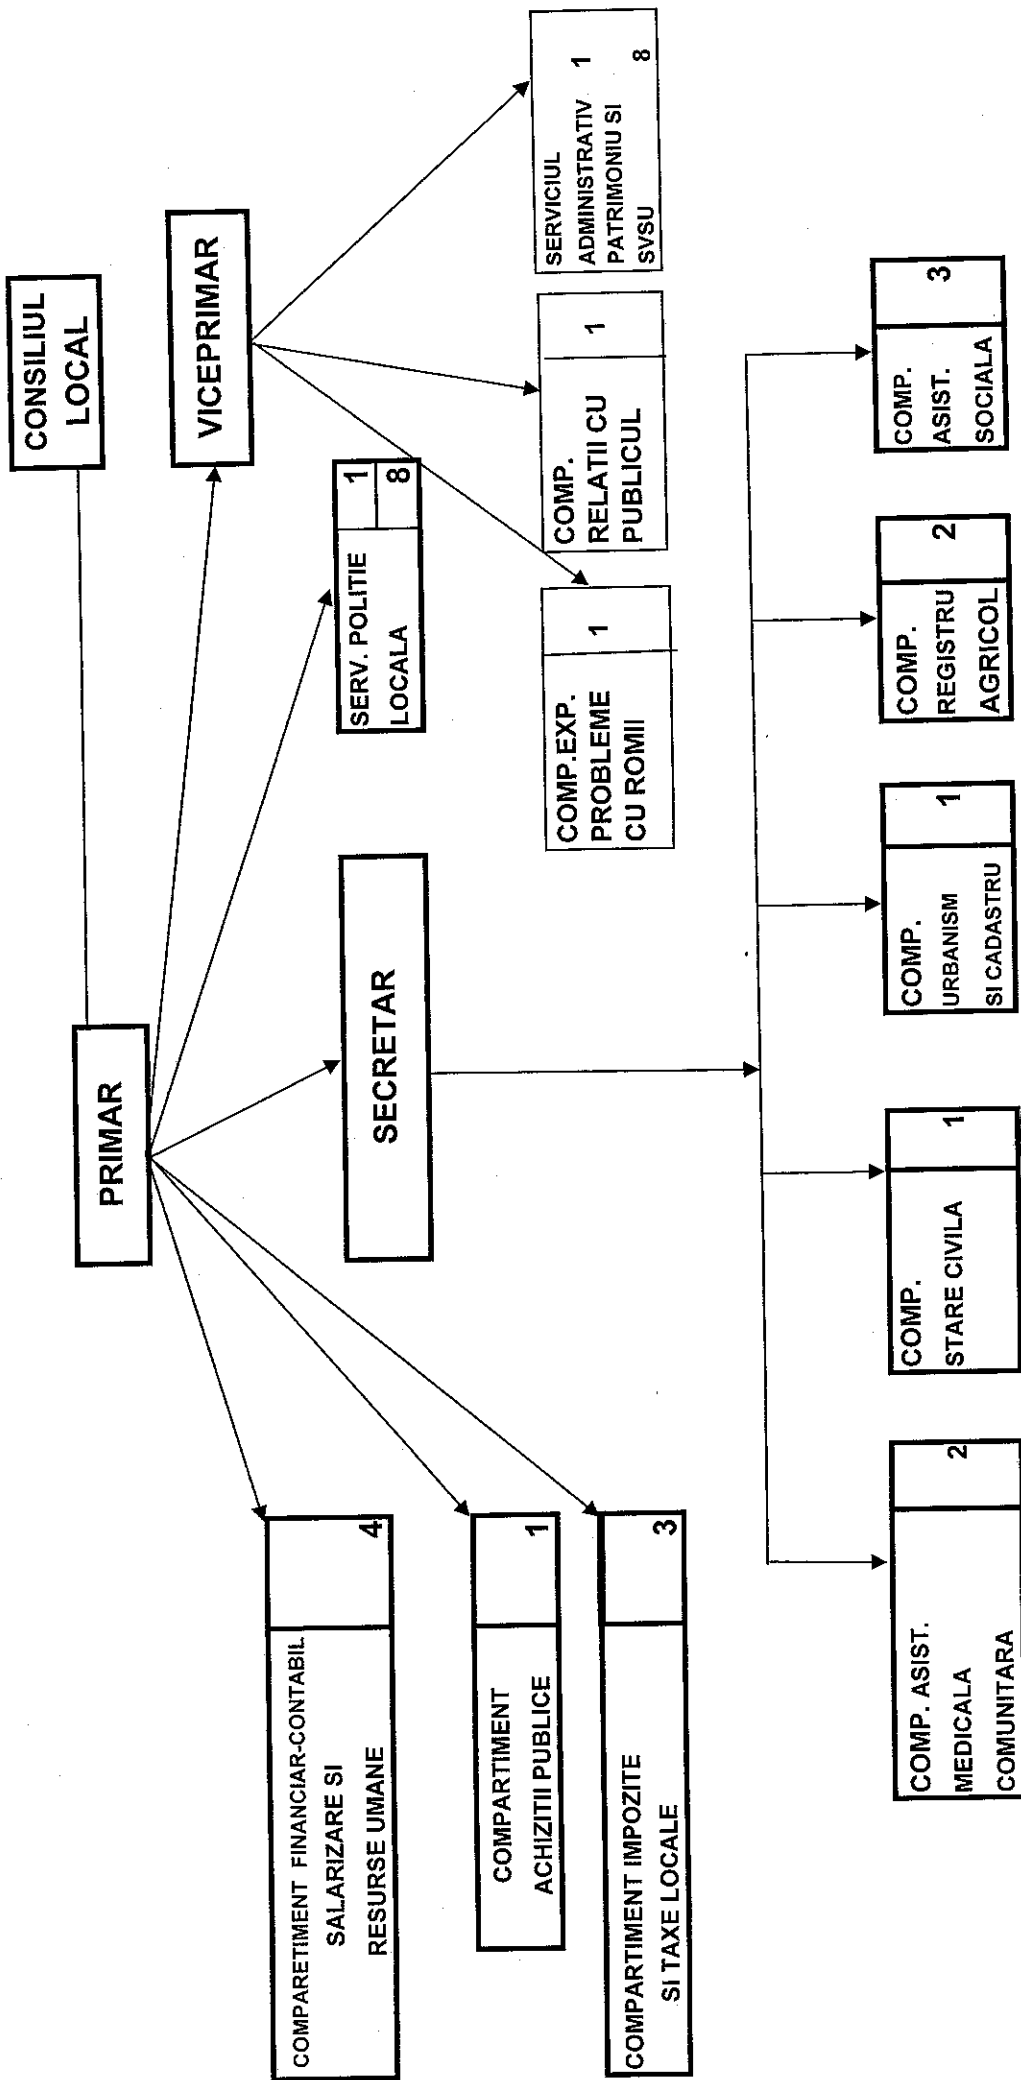 CONSILIUL
LOCAL
PRIMAR
VICEPRIMAR
COMPARETIMENT FINANCIAR-CONTABIL
SALARIZARE SI
RESURSE UMANE 4
SECRETAR
SERV. POLITIE 1
LOCALA 8
COMPARTIMENT
ACHIZITII PUBLICE 1
COMPARTIMENT IMPOZITE
SI TAXE LOCALE 3
COMP.EXP. 1
PROBLEME
CU ROMII
COMP. 1
RELATII CU
PUBLICUL
SERVICIUL
ADMINISTRATIV 1
PATRIMONIU SI
SVSU 8
COMP. ASIST. 2
MEDICALA
COMUNITARA
COMP. 1
STARE CIVILA
COMP. 1
URBANISM
SI CADASTRU
COMP. 2
REGISTRU
AGRICOL
COMP. 3
ASIST.
SOCIALA